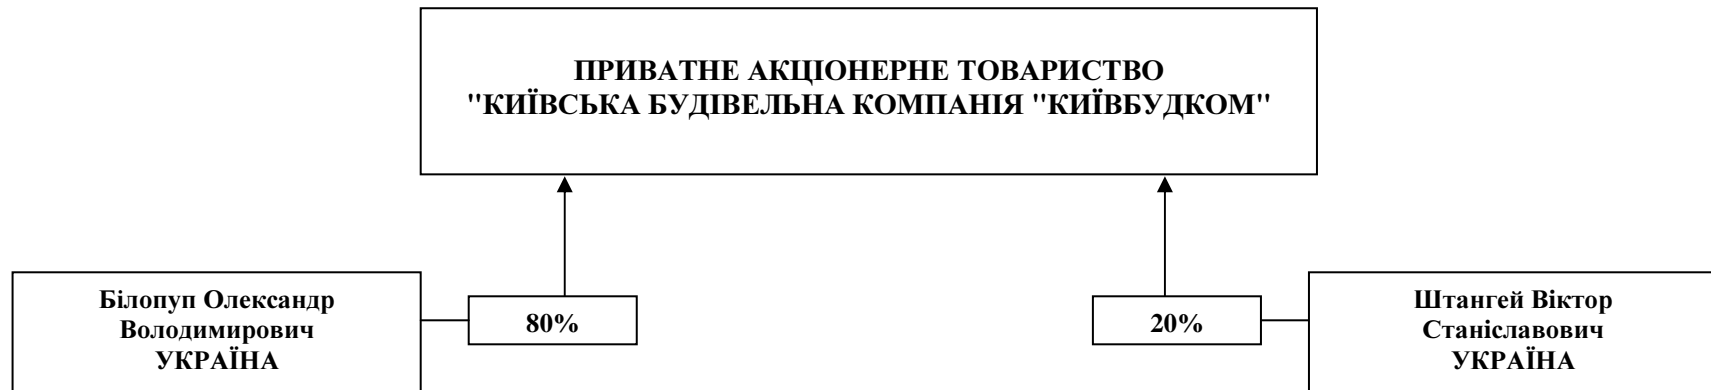 ПРИВАТНЕ АКЦІОНЕРНЕ ТОВАРИСТВО
"КИЇВСЬКА БУДІВЕЛЬНА КОМПАНІЯ "КИЇВБУДКОМ"
Білопуп Олександр
Володимирович
УКРАЇНА
80%
20%
Штангей Віктор
Станіславович
УКРАЇНА